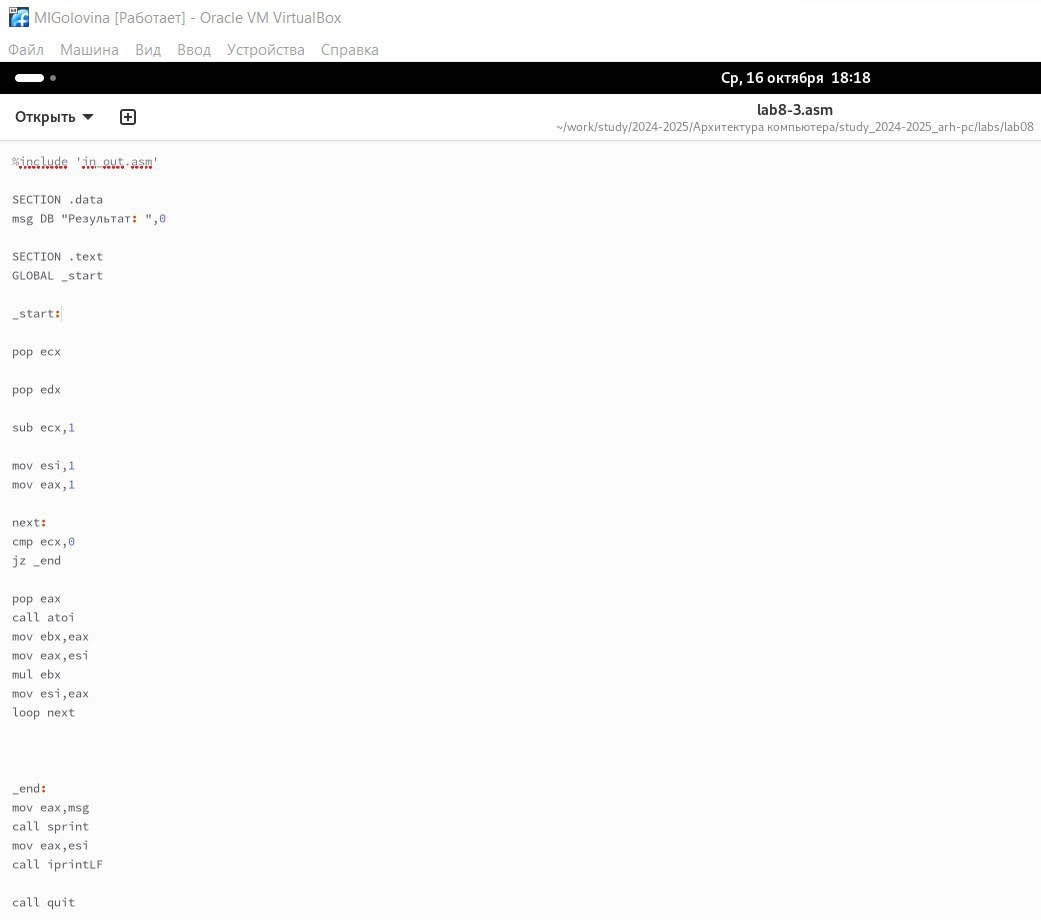 MIGolovina [Работает] - Oracle VM VirtualBox
Файл Машина Вид Ввод Устройства Справка
Ср, 16 октября 18:18
Открыть
lab8-3.asm
~/work/study/2024-2025/Архитектура компьютера/study_2024-2025_arh-pc/labs/lab08
%include 'in_out.asm'
SECTION .data
msg DB "Результат: ",0
SECTION .text
GLOBAL _start
_start:
pop ecx
pop edx
sub ecx,1
mov esi,1
mov eax,1
next:
cmp ecx,0
jz _end
pop eax
call atoi
mov ebx,eax
mov eax,esi
mul ebx
mov esi,eax
loop next
_end:
mov eax,msg
call sprint
mov eax,esi
call iprintLF
call quit